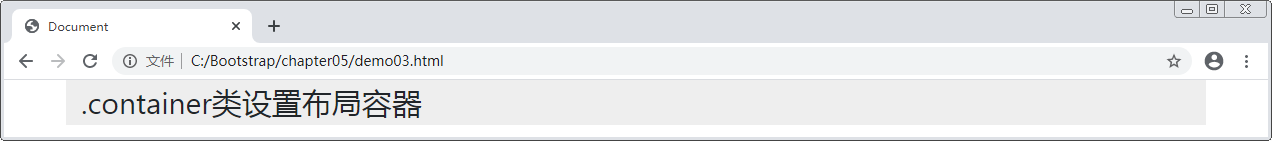 Document
文件 C:/Bootstrap/chapter05/demo03.html
.container类设置布局容器